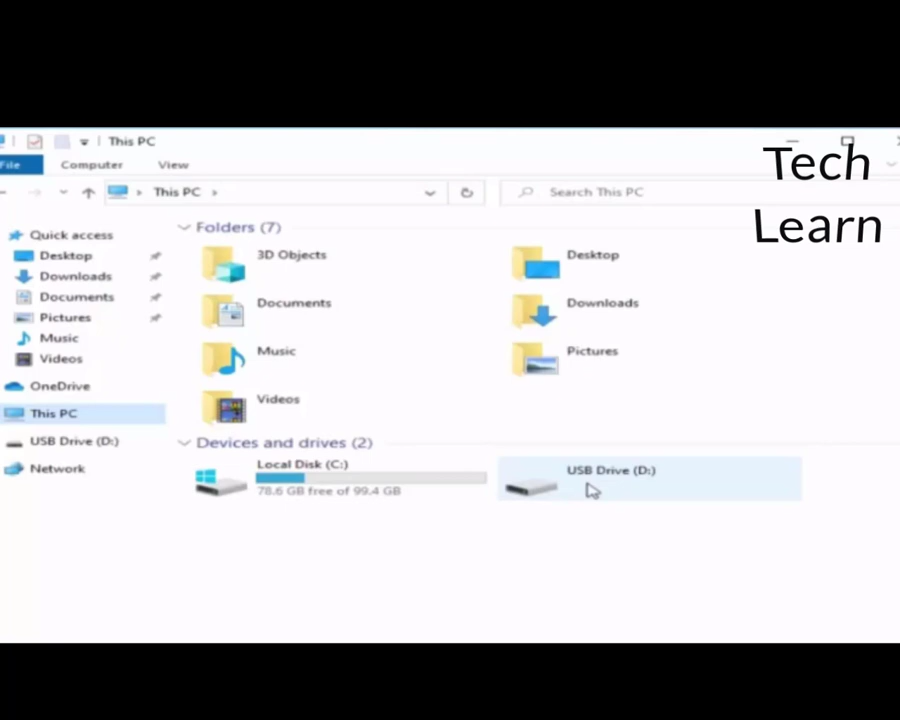 This PC
File
Computer
View
This PC
Search This PC
Tech
Learn
Quick access
Desktop
Downloads
Documents
Pictures
Music
Videos
OneDrive
This PC
USB Drive (D:)
Network
Folders (7)
3D Objects
Desktop
Documents
Downloads
Music
Pictures
Videos
Devices and drives (2)
Local Disk (C:)
78.6 GB free of 99.4 GB
USB Drive (D:)